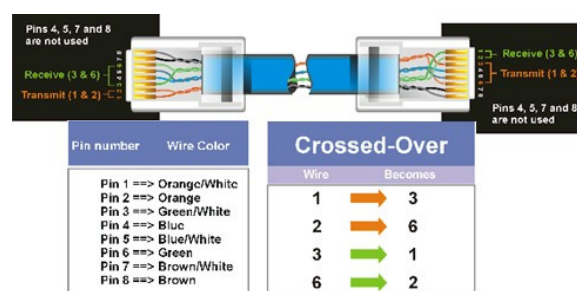 Pins 4, 5, 7 and 8
are not used
Receive (3 & 6)
Transmit (1 & 2)
Receive (3 & 6)
Transmit (1 & 2)
Pins 4, 5, 7 and 8
are not used
Pin number Wire Color
Pin 1 ==> Orange/White
Pin 2 ==> Orange
Pin 3 ==> Green/White
Pin 4 ==> Blue
Pin 5 ==> Blue/White
Pin 6 ==> Green
Pin 7 ==> Brown/White
Pin 8 ==> Brown
Crossed-Over
Wire Becomes
1 3
2 6
3 1
6 2